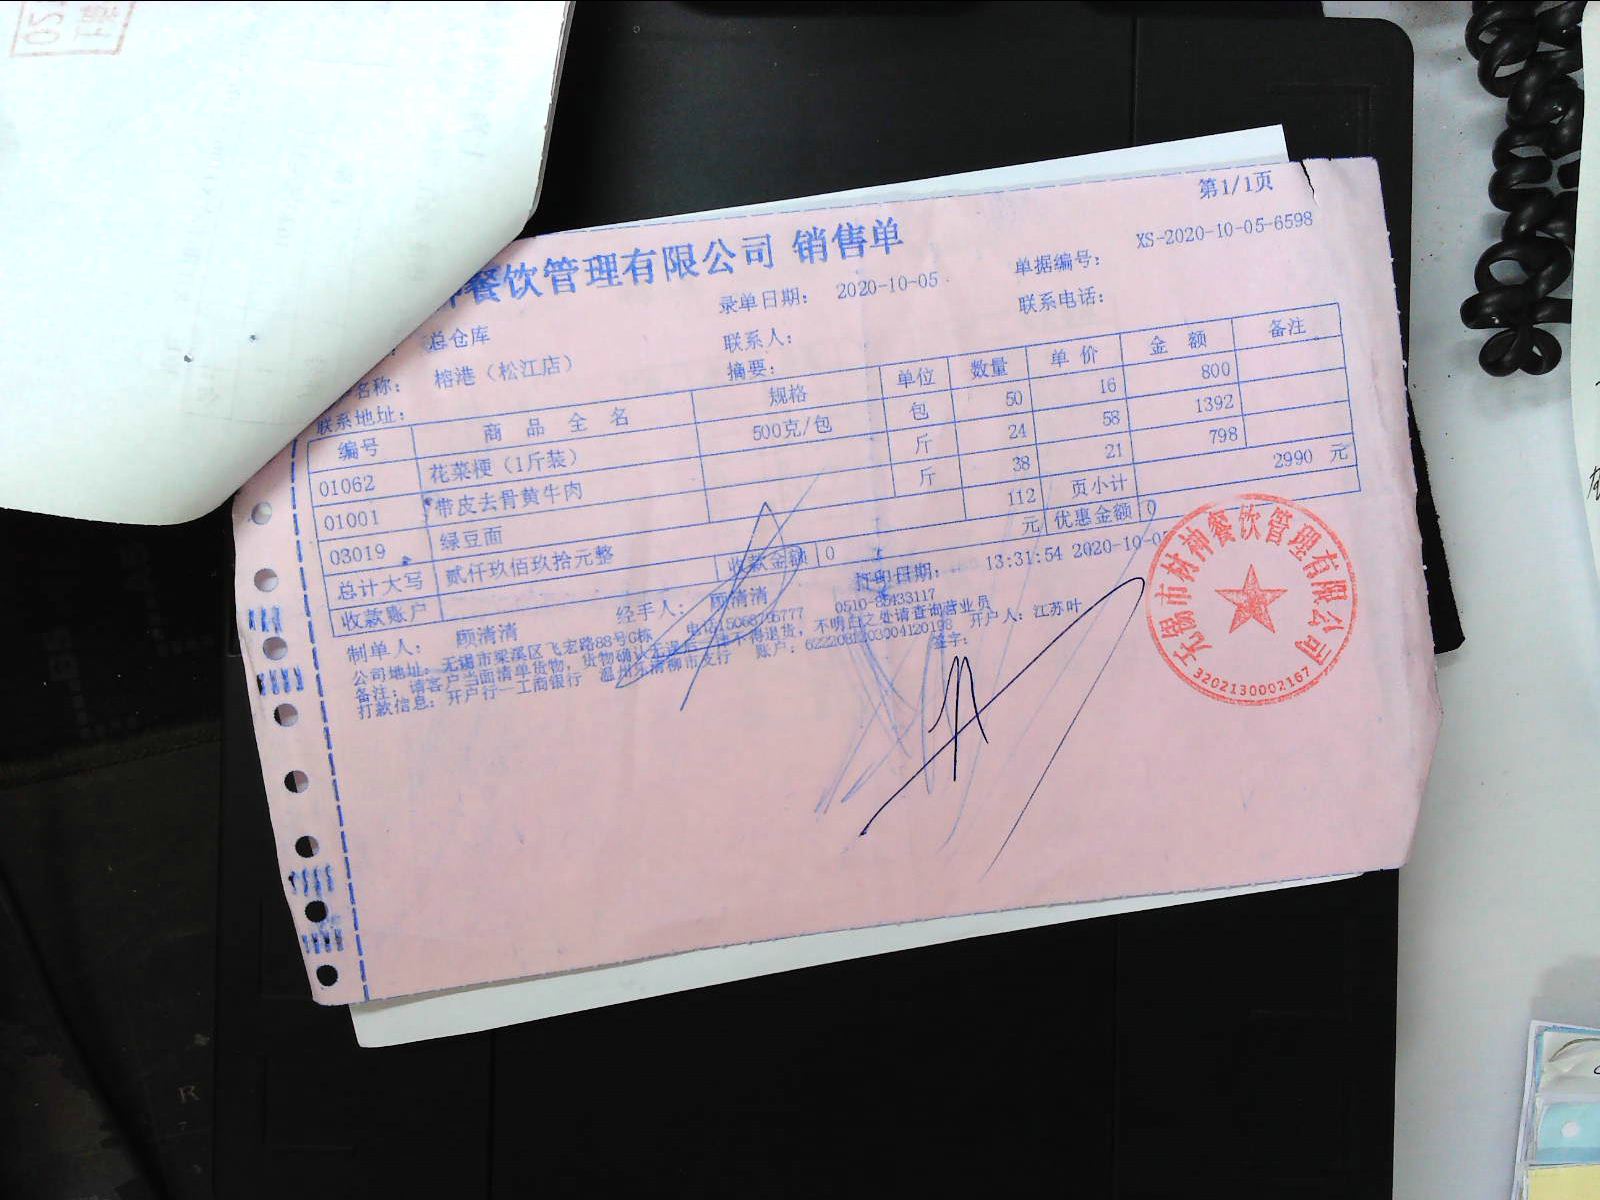 第1/1页
餐饮管理有限公司 销售单
XS-2020-10-05-6598
录单日期： 2020-10-05 单据编号：
总仓库 联系人： 联系电话：
名称： 榕港（松江店） 摘要：
联系地址：
编号 商 品 全 名 规格 单位 数量 单 价 金 额 备注
01062 花菜梗（1斤装） 500克/包 包 50 16 800
01001 带皮去骨黄牛肉 斤 24 58 1392
03019 绿豆面 斤 38 21 798
总计大写 贰仟玖佰玖拾元整 112 页小计 2990 元
收款账户 收款金额 0 元 优惠金额 0
制单人： 顾清清 经手人： 顾清清 打印日期： 13:31:54 2020-10-0
公司地址：无锡市梁溪区飞宏路88号G栋 电话 0510-85433117
备注：请客户当面清单货物，货物确认无误后 不得退货，不明白之处请查询营业员
打款信息：开户行—工商银行 柳市支行 账户： 开户人：江苏叶
签字：
无锡市材神餐饮管理有限公司
3202130002167